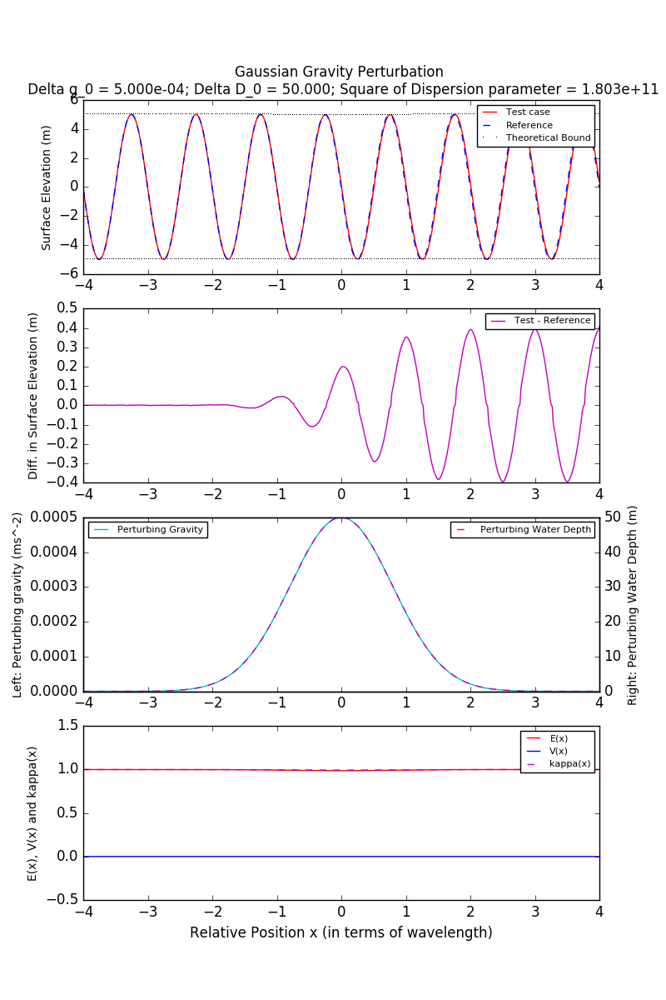 Gaussian Gravity Perturbation
Delta g_0 = 5.000e-04; Delta D_0 = 50.000; Square of Dispersion parameter = 1.803e+11
Surface Elevation (m)
6
4
2
0
−2
−4
−6
Test case
Reference
Theoretical Bound
−4 −3 −2 −1 0 1 2 3 4
Diff. in Surface Elevation (m)
0.5
0.4
0.3
0.2
0.1
0.0
−0.1
−0.2
−0.3
−0.4
Test - Reference
−4 −3 −2 −1 0 1 2 3 4
Left: Perturbing gravity (ms^-2)
0.0005
0.0004
0.0003
0.0002
0.0001
0.0000
Perturbing Gravity
Perturbing Water Depth
50
40
30
20
10
0
Right: Perturbing Water Depth (m)
−4 −3 −2 −1 0 1 2 3 4
E(x), V(x) and kappa(x)
1.5
1.0
0.5
0.0
−0.5
E(x)
V(x)
kappa(x)
−4 −3 −2 −1 0 1 2 3 4
Relative Position x (in terms of wavelength)